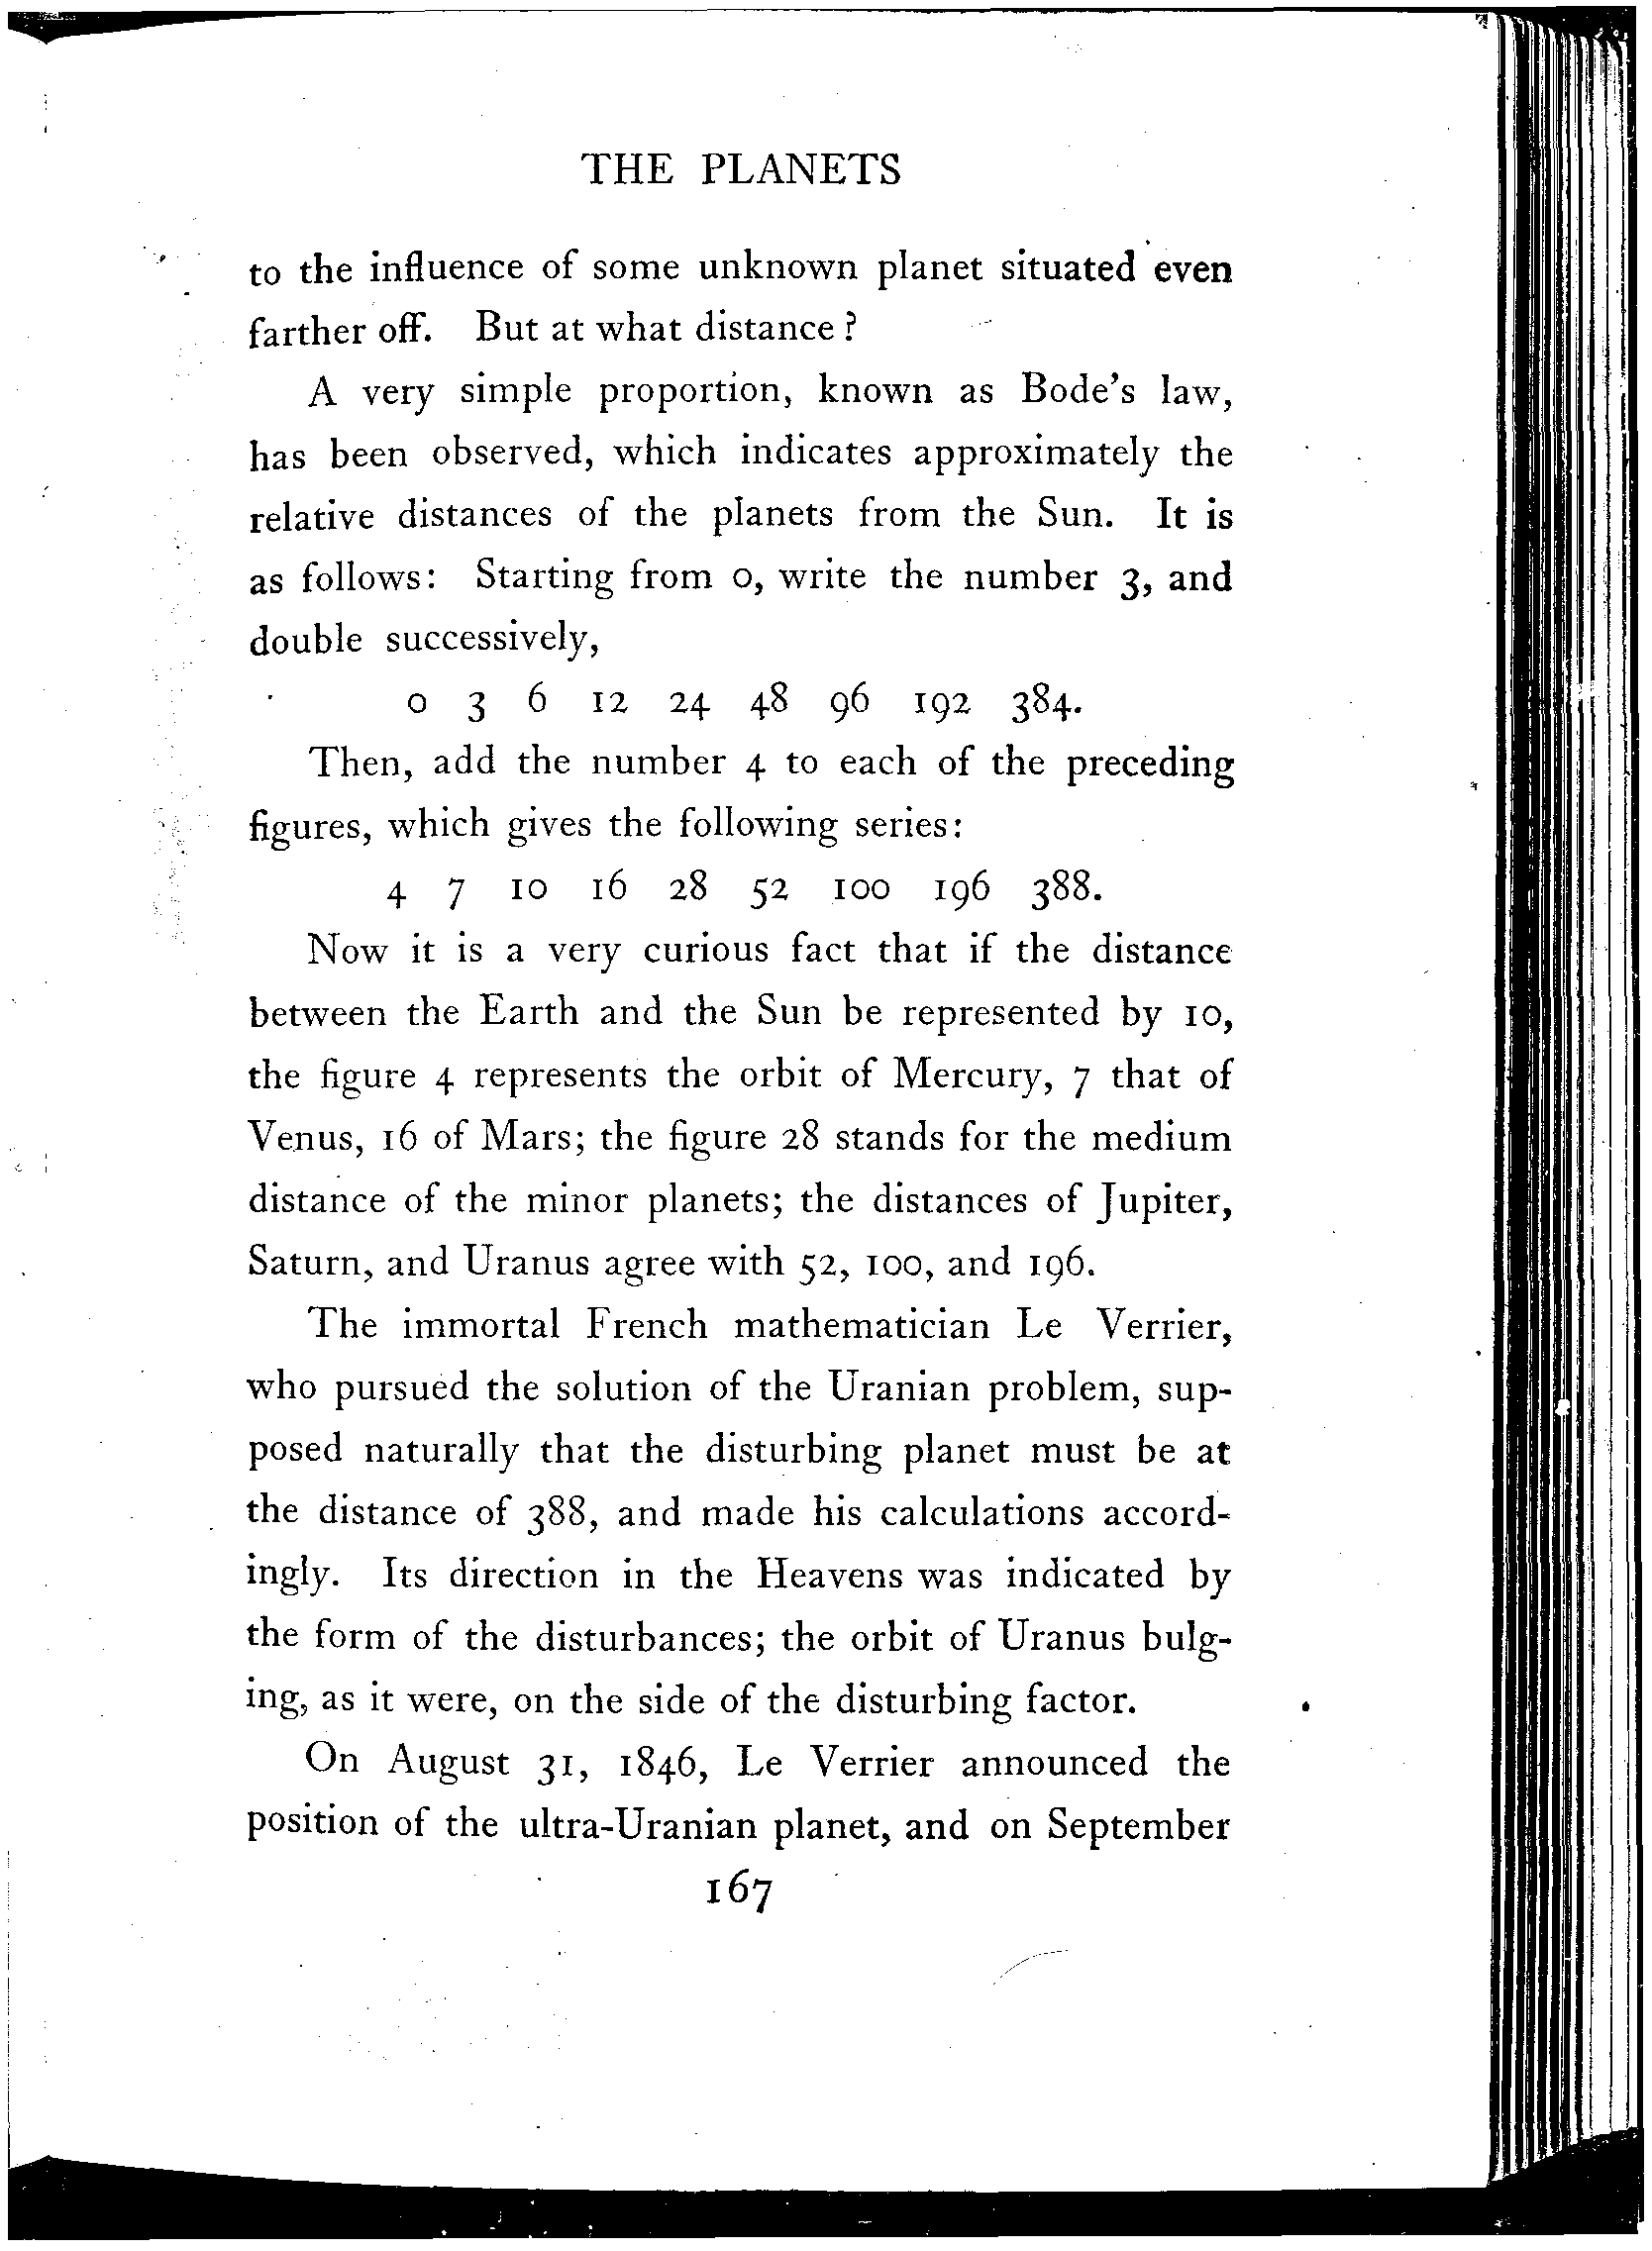 THE PLANETS
to the influence of some unknown planet situated even
farther off. But at what distance?
A very simple proportion, known as Bode's law,
has been observed, which indicates approximately the
relative distances of the planets from the Sun. It is
as follows: Starting from 0, write the number 3, and
double successively,
0 3 6 12 24 48 96 192 384.
Then, add the number 4 to each of the preceding
figures, which gives the following series:
4 7 10 16 28 52 100 196 388.
Now it is a very curious fact that if the distance
between the Earth and the Sun be represented by 10,
the figure 4 represents the orbit of Mercury, 7 that of
Venus, 16 of Mars; the figure 28 stands for the medium
distance of the minor planets; the distances of Jupiter,
Saturn, and Uranus agree with 52, 100, and 196.
The immortal French mathematician Le Verrier,
who pursued the solution of the Uranian problem, sup-
posed naturally that the disturbing planet must be at
the distance of 388, and made his calculations accord-
ingly. Its direction in the Heavens was indicated by
the form of the disturbances; the orbit of Uranus bulg-
ing, as it were, on the side of the disturbing factor.
On August 31, 1846, Le Verrier announced the
position of the ultra-Uranian planet, and on September
167